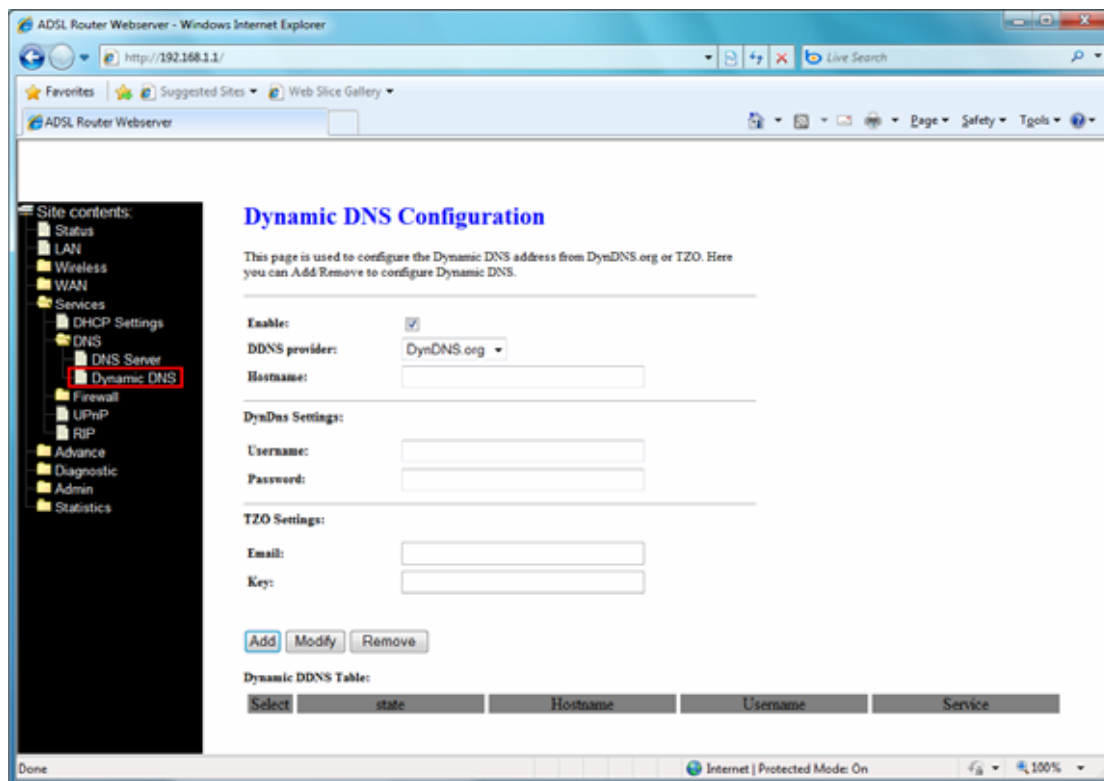 ADSL Router Webserver - Windows Internet Explorer
http://192.168.1.1/
Live Search
Favorites Suggested Sites Web Slice Gallery
ADSL Router Webserver
Page Safety Tools
Site contents:
Status
LAN
Wireless
WAN
Services
DHCP Settings
DNS
DNS Server
Dynamic DNS
Firewall
UPnP
RIP
Advance
Diagnostic
Admin
Statistics
Dynamic DNS Configuration
This page is used to configure the Dynamic DNS address from DynDNS.org or TZO. Here
you can Add/Remove to configure Dynamic DNS.
Enable:
DDNS provider: DynDNS.org
Hostname:
DynDns Settings:
Username:
Password:
TZO Settings:
Email:
Key:
Add Modify Remove
Dynamic DDNS Table:
Select state Hostname Username Service
Done Internet | Protected Mode: On 100%